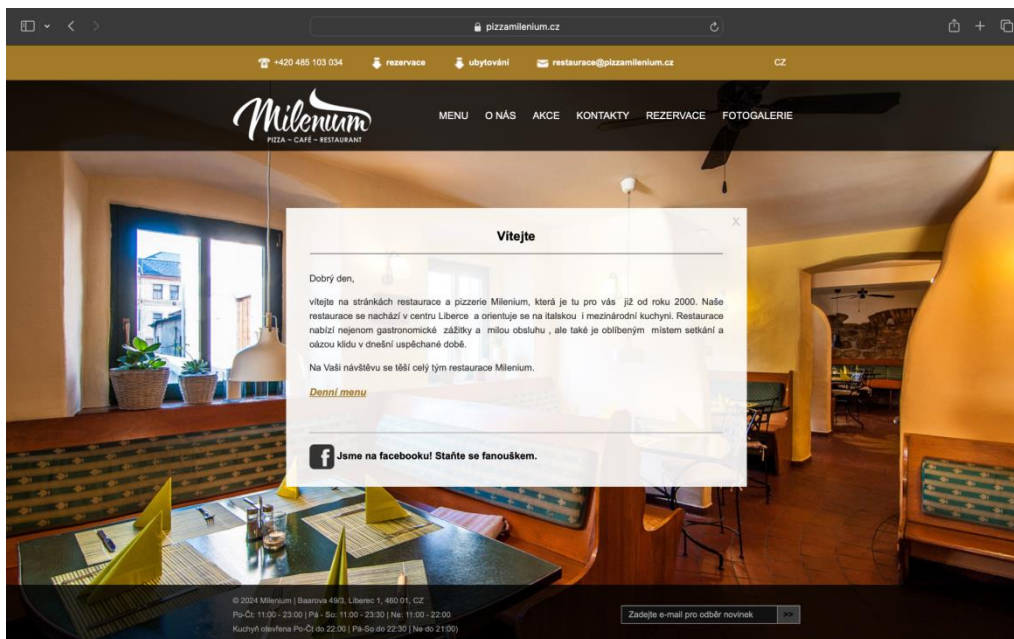 pizzamilenium.cz
+420 485 103 034 rezervace ubytování restaurace@pizzamilenium.cz CZ
Milenium
PIZZA ~ CAFÉ ~ RESTAURANT
MENU O NÁS AKCE KONTAKTY REZERVACE FOTOGALERIE
X
Vítejte
Dobrý den,
vítejte na stránkách restaurace a pizzerie Milenium, která je tu pro vás již od roku 2000. Naše
restaurace se nachází v centru Liberce a orientuje se na italskou i mezinárodní kuchyni. Restaurace
nabízí nejenom gastronomické zážitky a milou obsluhu , ale také je oblíbeným místem setkání a
oázou klidu v dnešní uspěchané době.
Na Vaši návštěvu se těší celý tým restaurace Milenium.
Denní menu
Jsme na facebooku! Staňte se fanouškem.
© 2024 Milenium | Baarova 49/3, Liberec 1, 460 01, CZ
Po-Čt: 11:00 - 23:00 | Pá - So: 11:00 - 23:30 | Ne: 11:00 - 22:00
Zadejte e-mail pro odběr novinek >>
Kuchyň otevřena Po-Čt do 22:00 | Pá-So do 22:30 | Ne do 21:00)